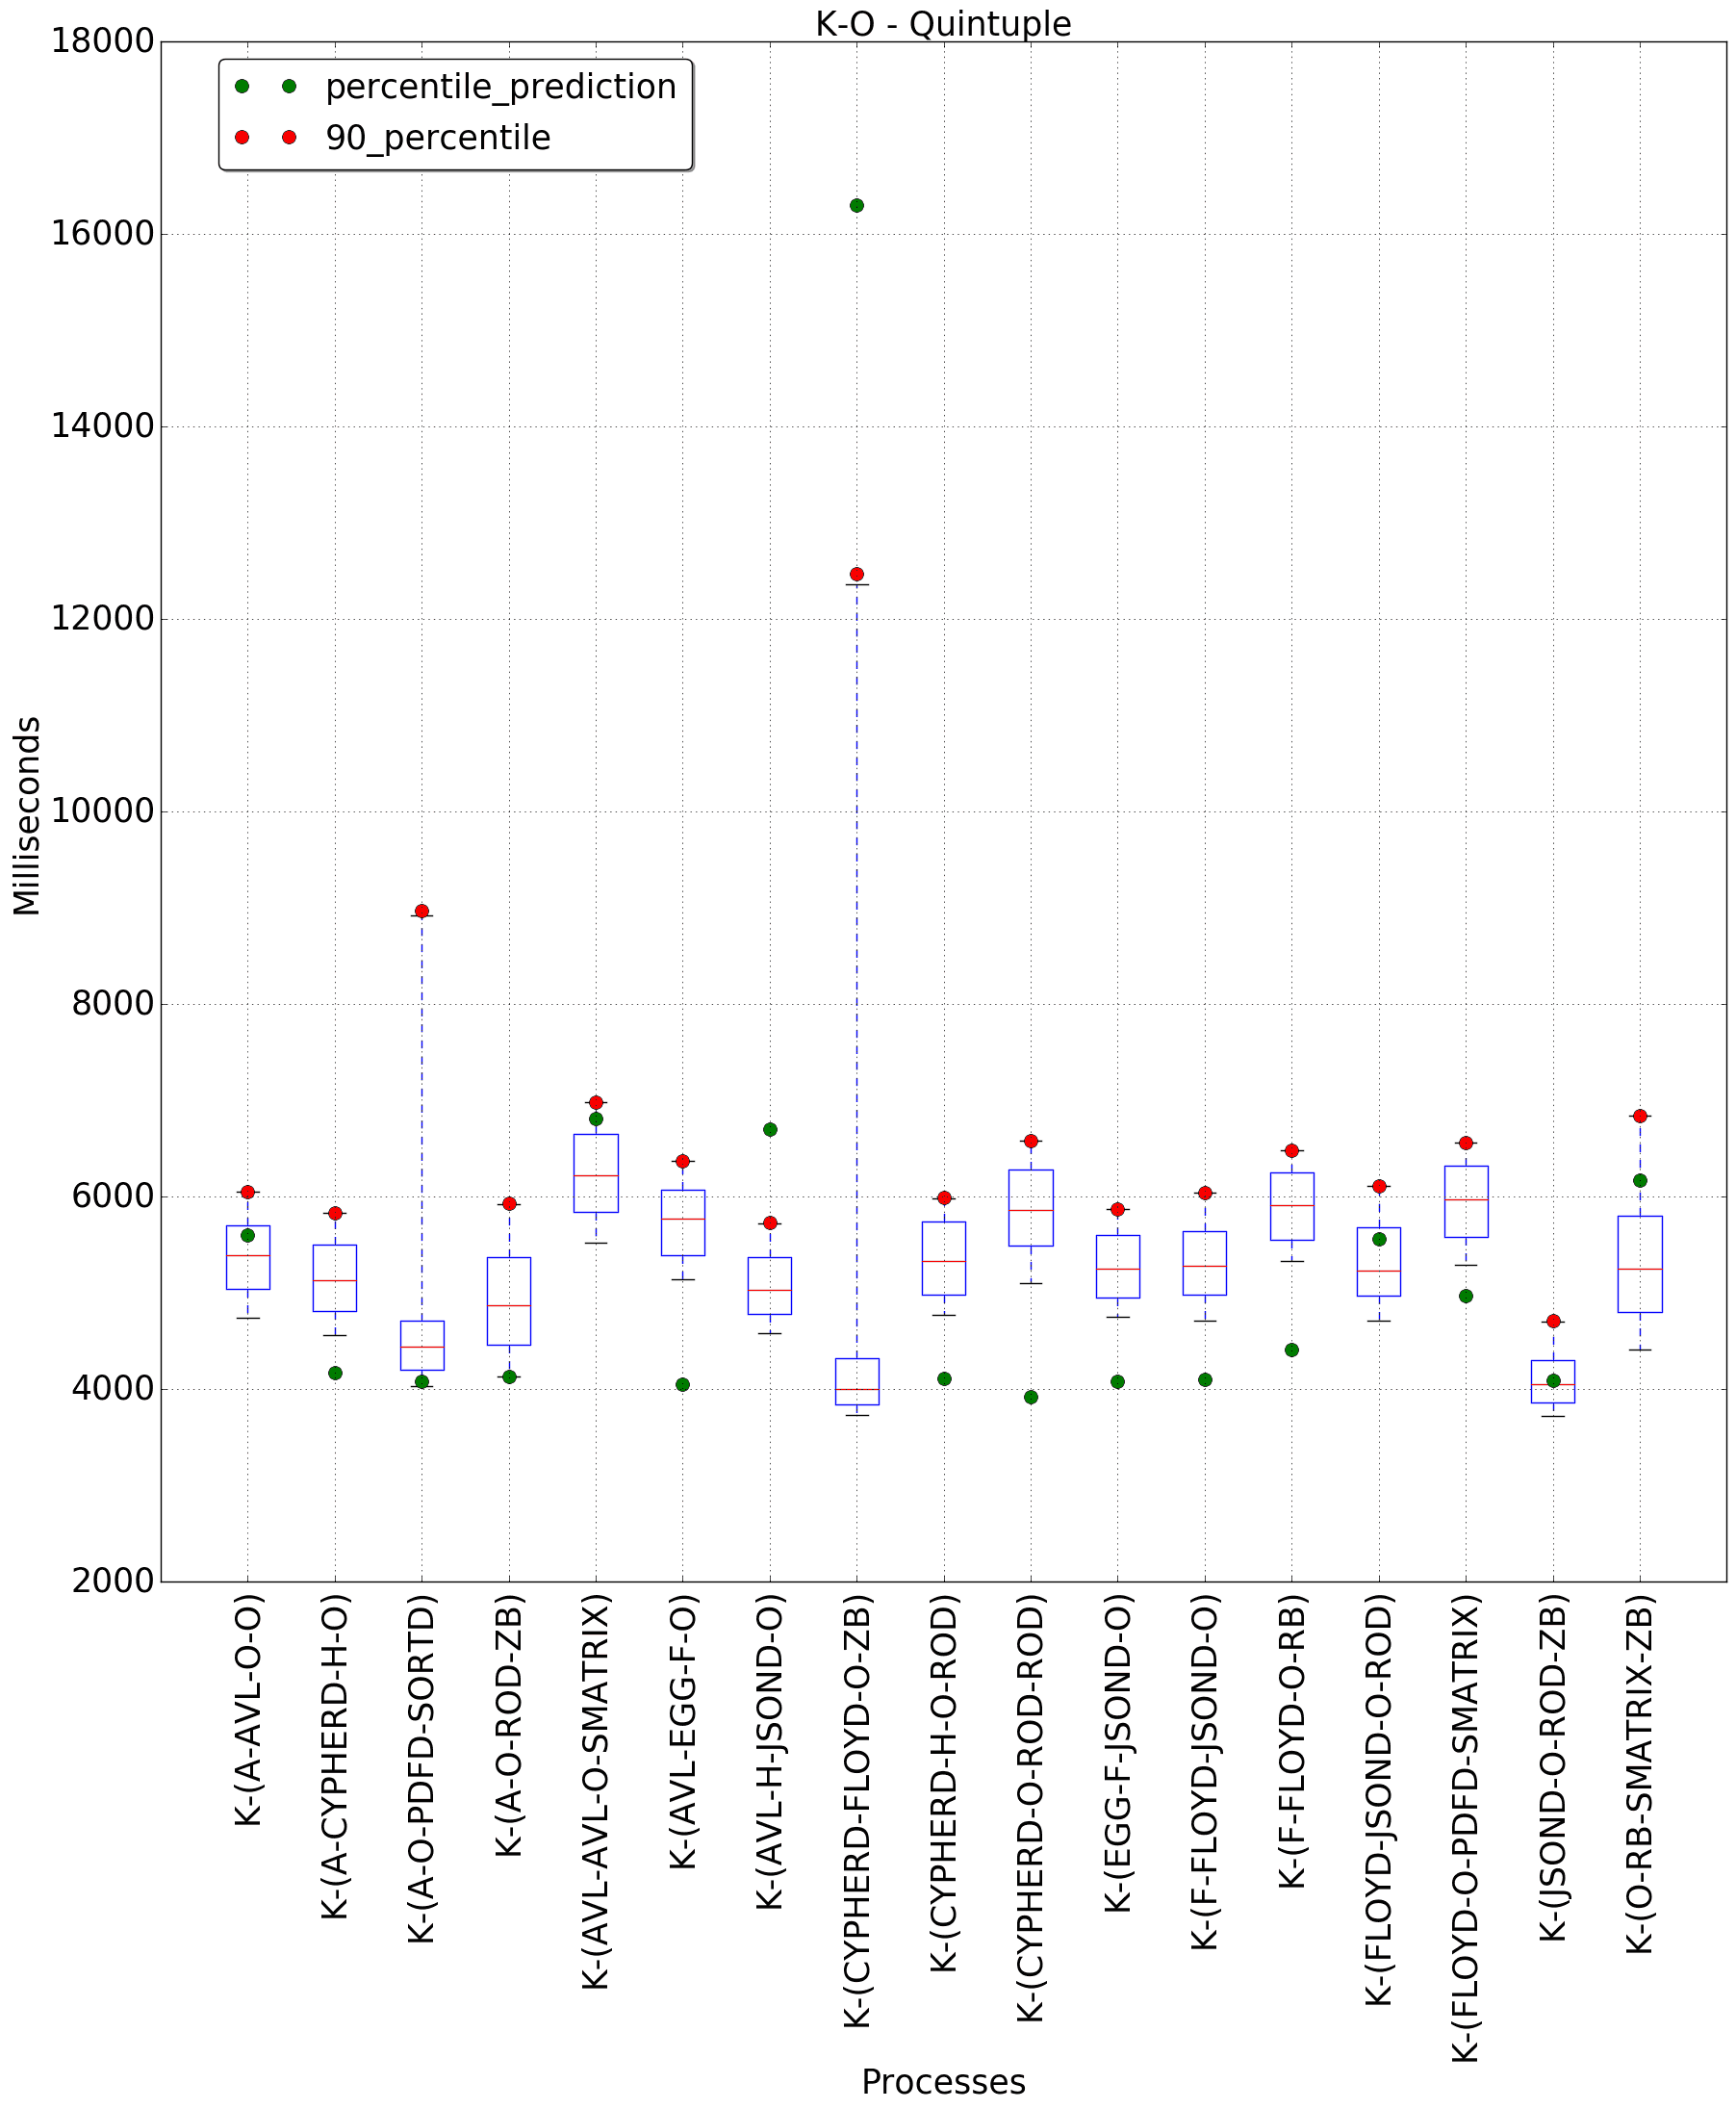 K-O - Quintuple
percentile_prediction
90_percentile
18000
16000
14000
12000
10000
8000
6000
4000
2000
Milliseconds
K-(A-AVL-O-O)
K-(A-CYPHERD-H-O)
K-(A-O-PDFD-SORTD)
K-(A-O-ROD-ZB)
K-(AVL-AVL-O-SMATRIX)
K-(AVL-EGG-F-O)
K-(AVL-H-JSOND-O)
K-(CYPHERD-FLOYD-O-ZB)
K-(CYPHERD-H-O-ROD)
K-(CYPHERD-O-ROD-ROD)
K-(EGG-F-JSOND-O)
K-(F-FLOYD-JSOND-O)
K-(F-FLOYD-O-RB)
K-(FLOYD-JSOND-O-ROD)
K-(FLOYD-O-PDFD-SMATRIX)
K-(JSOND-O-ROD-ZB)
K-(O-RB-SMATRIX-ZB)
Processes